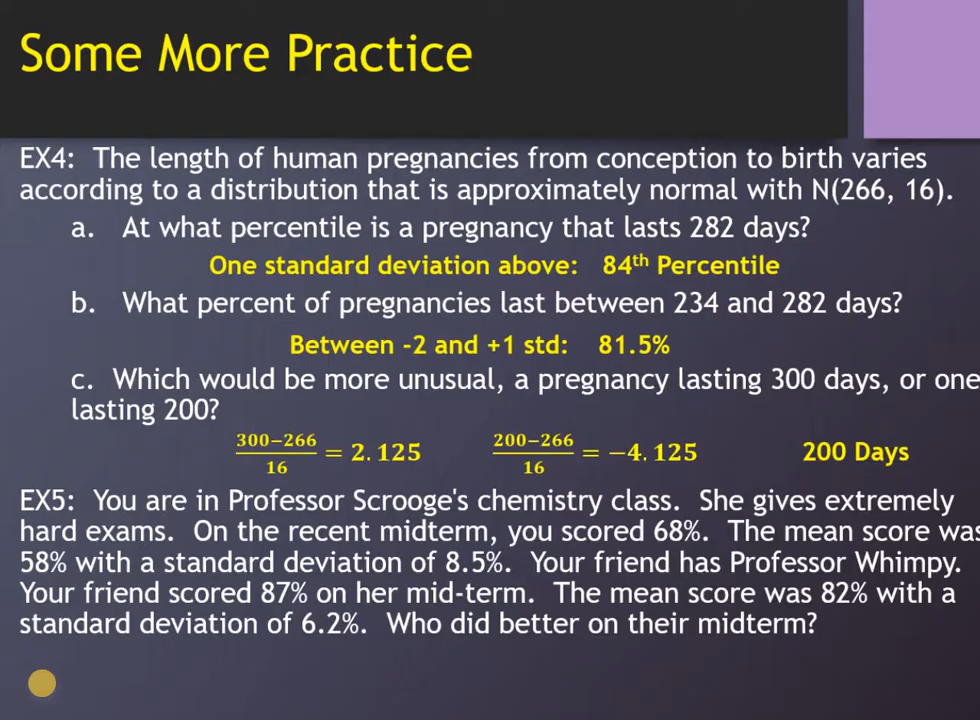 Some More Practice
EX4: The length of human pregnancies from conception to birth varies
according to a distribution that is approximately normal with N(266, 16).
a. At what percentile is a pregnancy that lasts 282 days?
One standard deviation above: 84th Percentile
b. What percent of pregnancies last between 234 and 282 days?
Between -2 and +1 std: 81.5%
c. Which would be more unusual, a pregnancy lasting 300 days, or one
lasting 200?
300−266/16 = 2.125 200−266/16 = −4.125 200 Days
EX5: You are in Professor Scrooge's chemistry class. She gives extremely
hard exams. On the recent midterm, you scored 68%. The mean score was
58% with a standard deviation of 8.5%. Your friend has Professor Whimpy.
Your friend scored 87% on her mid-term. The mean score was 82% with a
standard deviation of 6.2%. Who did better on their midterm?